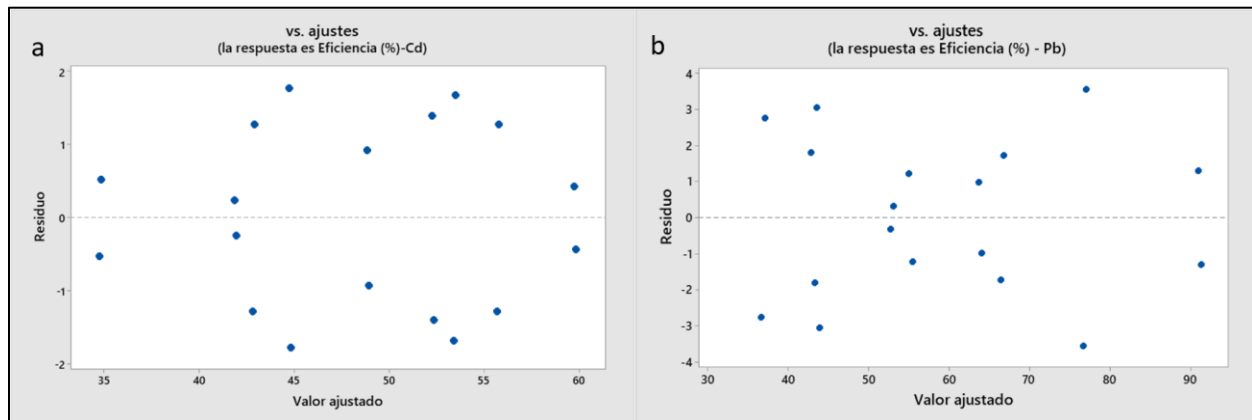 a
vs. ajustes
(la respuesta es Eficiencia (%)-Cd)
2
1
0
-1
-2
Residuo
35
40
45
50
55
60
Valor ajustado
b
vs. ajustes
(la respuesta es Eficiencia (%) - Pb)
4
3
2
1
0
-1
-2
-3
-4
Residuo
30
40
50
60
70
80
90
Valor ajustado